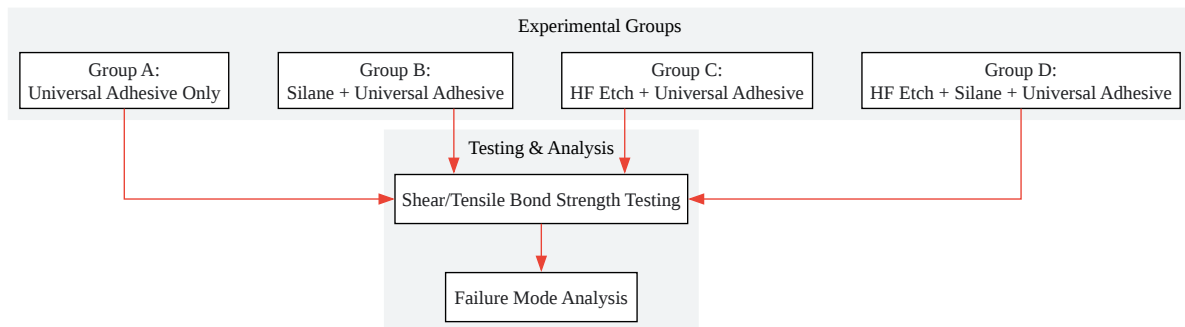 Experimental Groups
Group A:
Universal Adhesive Only
Group B:
Silane + Universal Adhesive
Group C:
HF Etch + Universal Adhesive
Group D:
HF Etch + Silane + Universal Adhesive
Testing & Analysis
Shear/Tensile Bond Strength Testing
Failure Mode Analysis